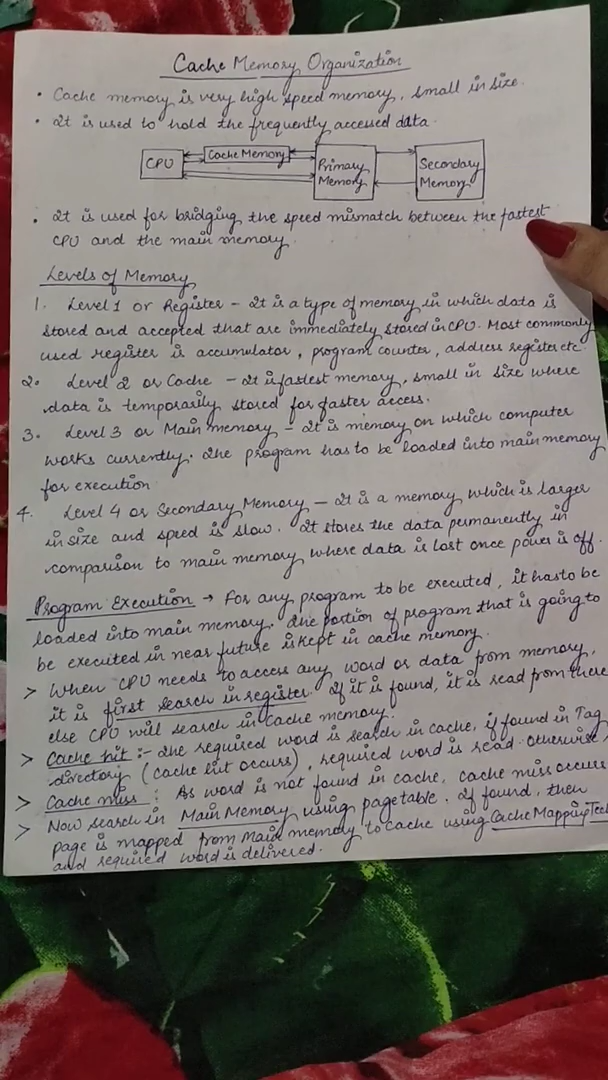 Cache Memory Organization
• Cache memory is very high speed memory, small in size.
• It is used to hold the frequently accessed data.
CPU
Cache Memory
Primary
Memory
Secondary
Memory
• It is used for bridging the speed mismatch between the fastest
CPU and the main memory.
Levels of Memory
1. Level 1 or Register – It is a type of memory in which data is
stored and accepted that are immediately stored in CPU. Most commonly
used register is accumulator, program counter, address register etc.
2. Level 2 or Cache – It is fastest memory, small in size where
data is temporarily stored for faster access.
3. Level 3 or Main memory – It is memory on which computer
works currently. The program has to be loaded into main memory
for execution
4. Level 4 or Secondary Memory – It is a memory which is larger
in size and speed is slow. It stores the data permanently in
comparison to main memory where data is lost once power is off.
Program Execution → For any program to be executed, it has to be
loaded into main memory. The portion of program that is going to
be executed in near future is kept in cache memory.
> When CPU needs to access any word or data from memory,
it is first search in register. If it is found, it is read from there
else CPU will search in cache memory.
> Cache hit :- The required word is search in cache, if found in Tag
directory (cache hit occurs), required word is read. Otherwise
> Cache miss : As word is not found in cache, cache miss occurs
> Now search in Main Memory using page table. If found, then
page is mapped from main memory to cache using Cache Mapping Tech
and required word is delivered.